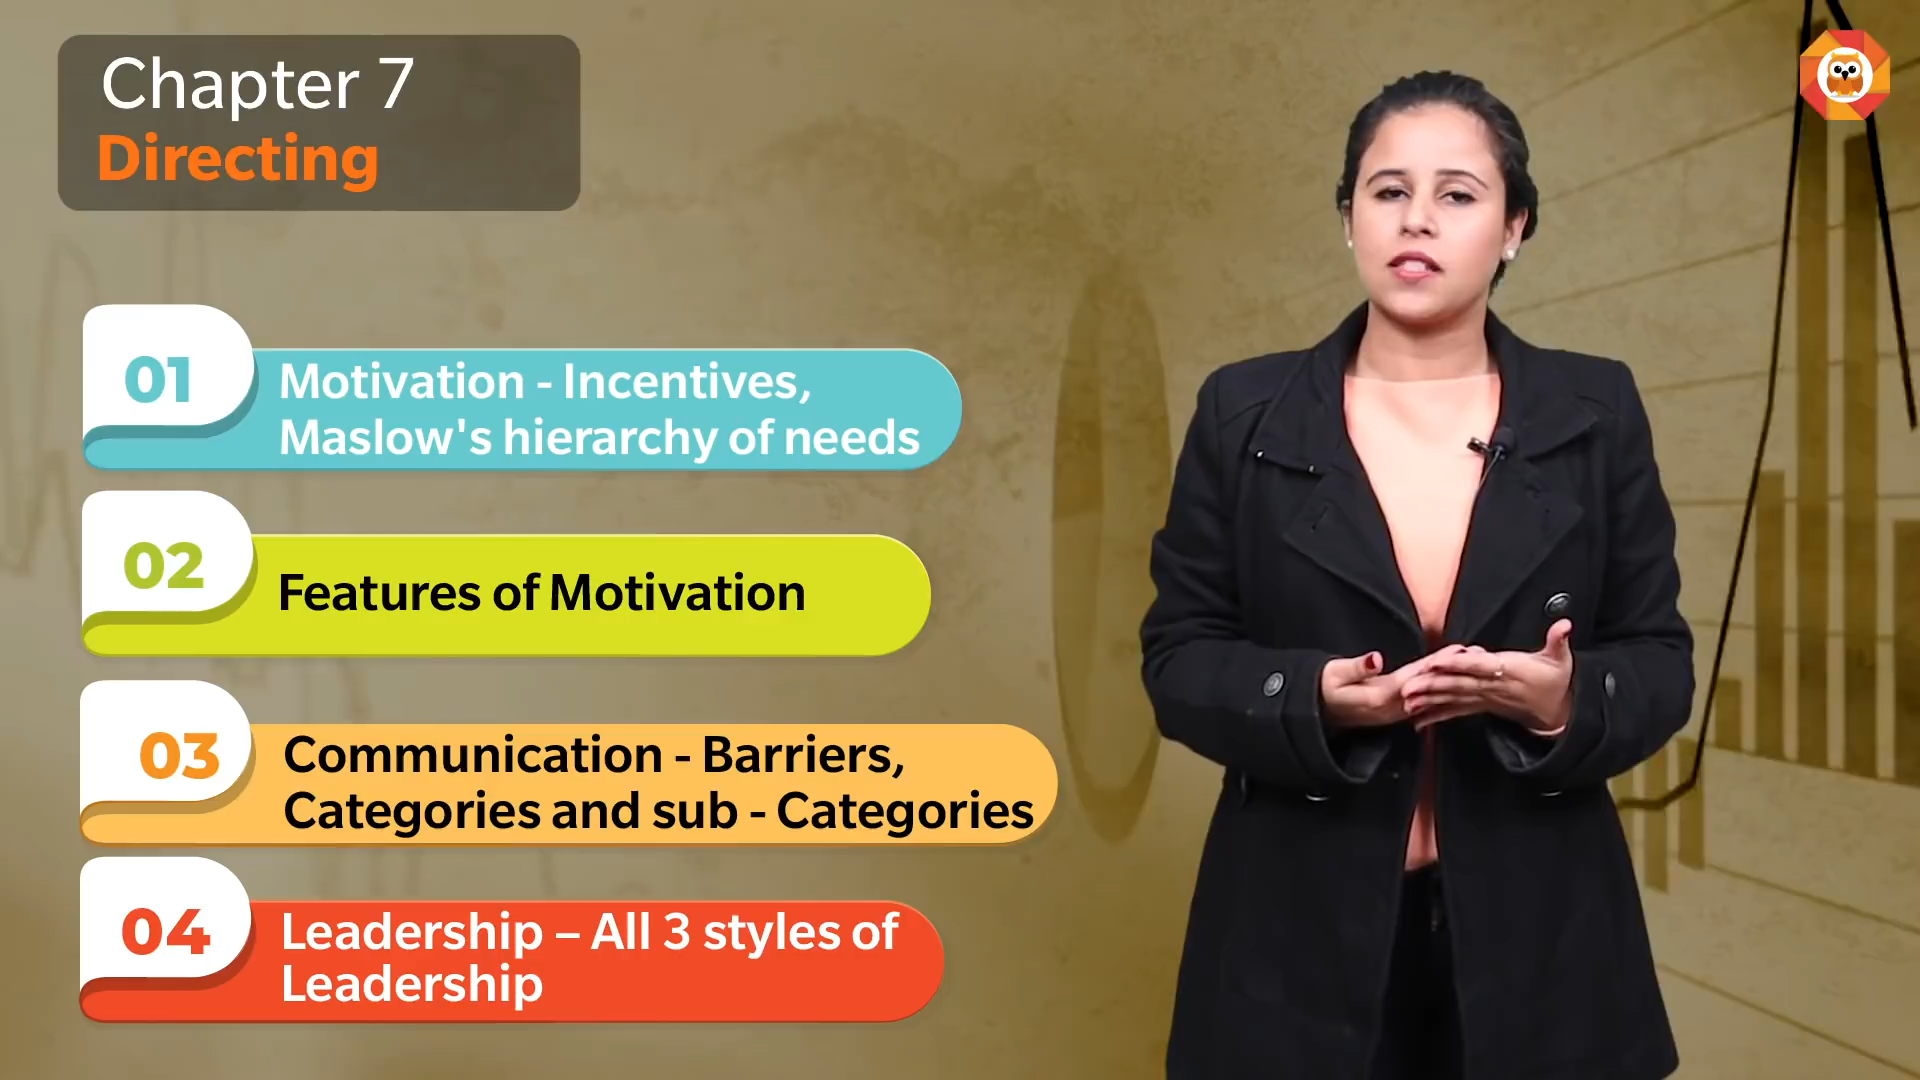 Chapter 7
Directing
01
Motivation - Incentives,
Maslow's hierarchy of needs
02
Features of Motivation
03
Communication - Barriers,
Categories and sub - Categories
04
Leadership – All 3 styles of
Leadership